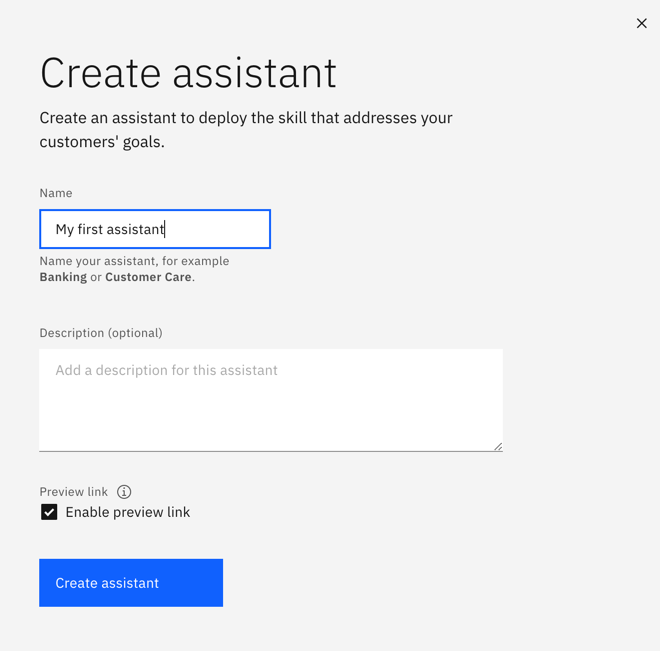 Create assistant
Create an assistant to deploy the skill that addresses your
customers' goals.
Name
My first assistant
Name your assistant, for example
Banking or Customer Care.
Description (optional)
Add a description for this assistant
Preview link
Enable preview link
Create assistant